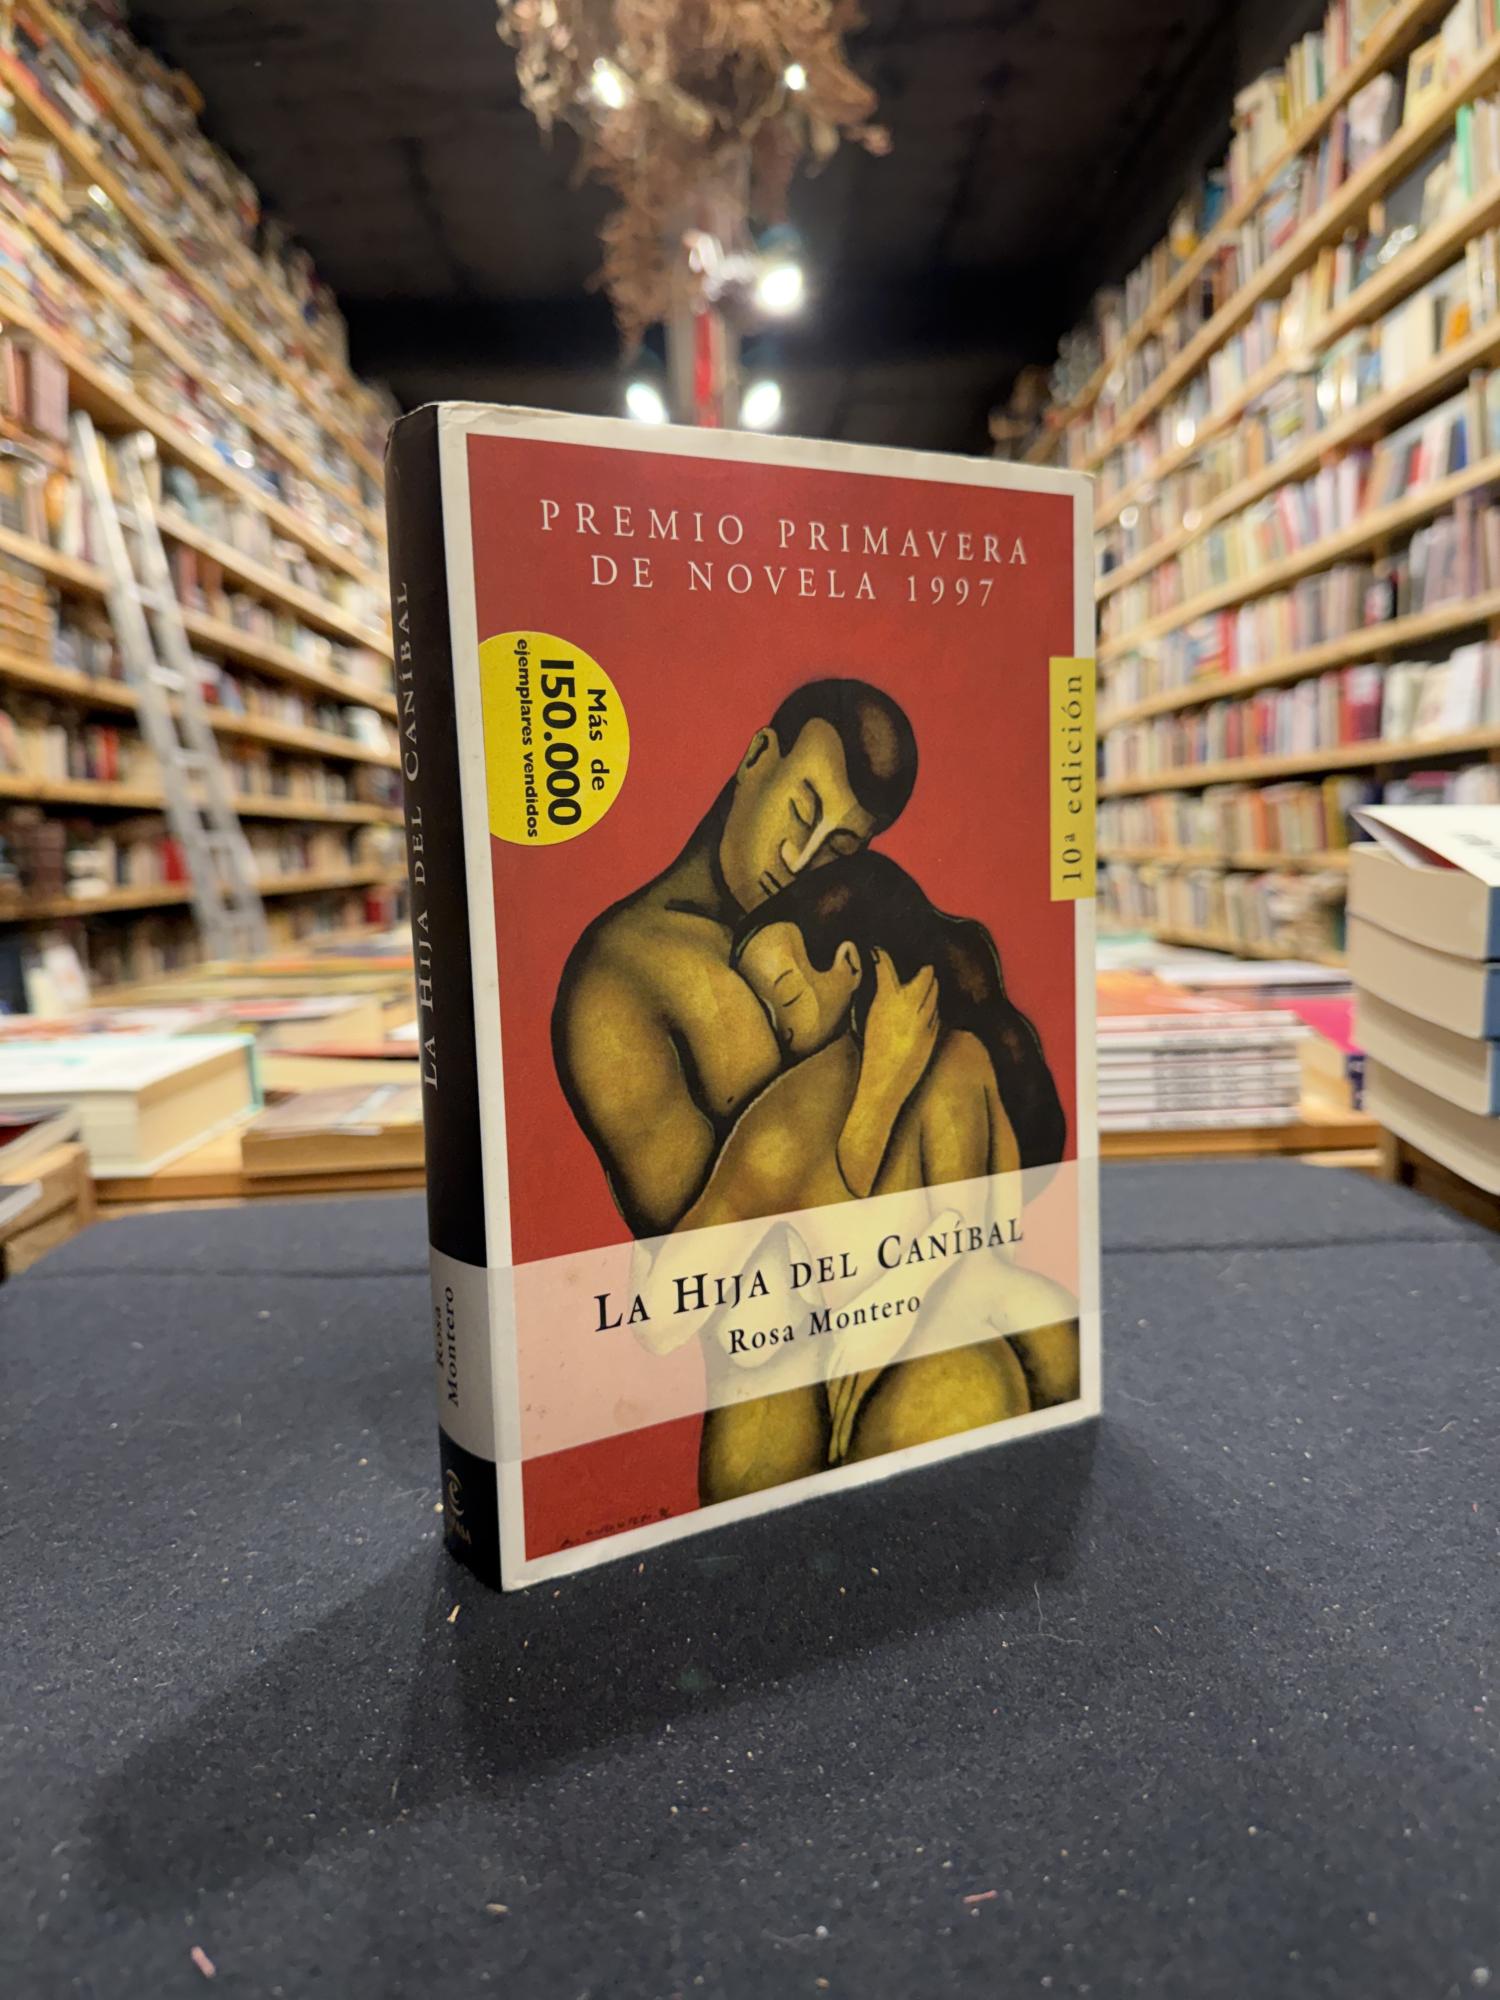 PREMIO PRIMAVERA
DE NOVELA 1997
Más de
150.000
ejemplares vendidos
10ª edición
LA HIJA DEL CANÍBAL
Rosa Montero
LA HIJA DEL CANÍBAL
Rosa
Montero